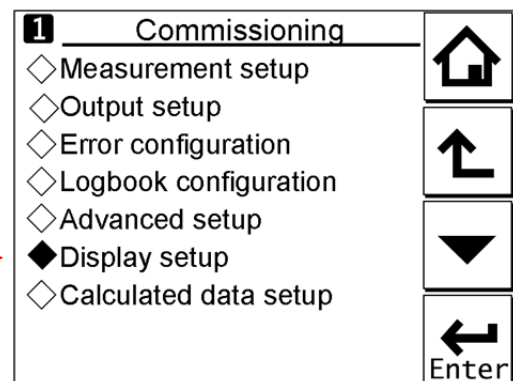 1 Commissioning
Measurement setup
Output setup
Error configuration
Logbook configuration
Advanced setup
Display setup
Calculated data setup
Enter